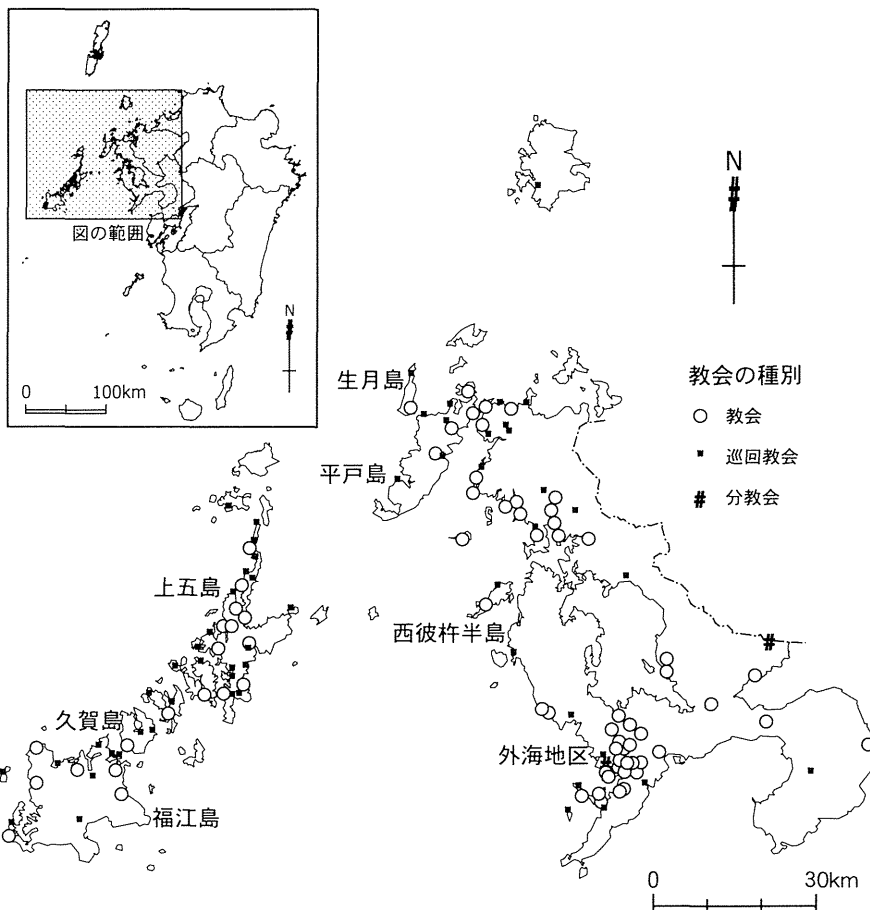 図の範囲
N
0 100km
N
生月島
平戸島
教会の種別
教会
巡回教会
分教会
上五島
西彼杵半島
久賀島
外海地区
福江島
0 30km